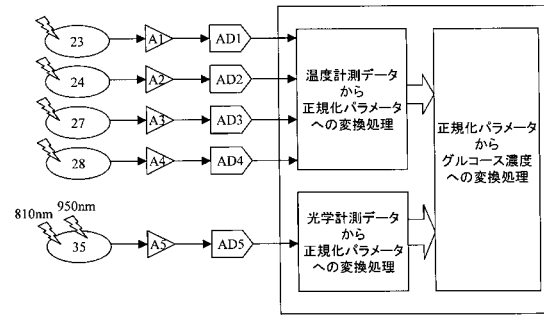 23 A1 AD1
24 A2 AD2
27 A3 AD3
28 A4 AD4
温度計測データ
から
正規化パラメータ
への変換処理
正規化パラメータ
から
グルコース濃度
への変換処理
810nm 950nm
35 A5 AD5
光学計測データ
から
正規化パラメータ
への変換処理